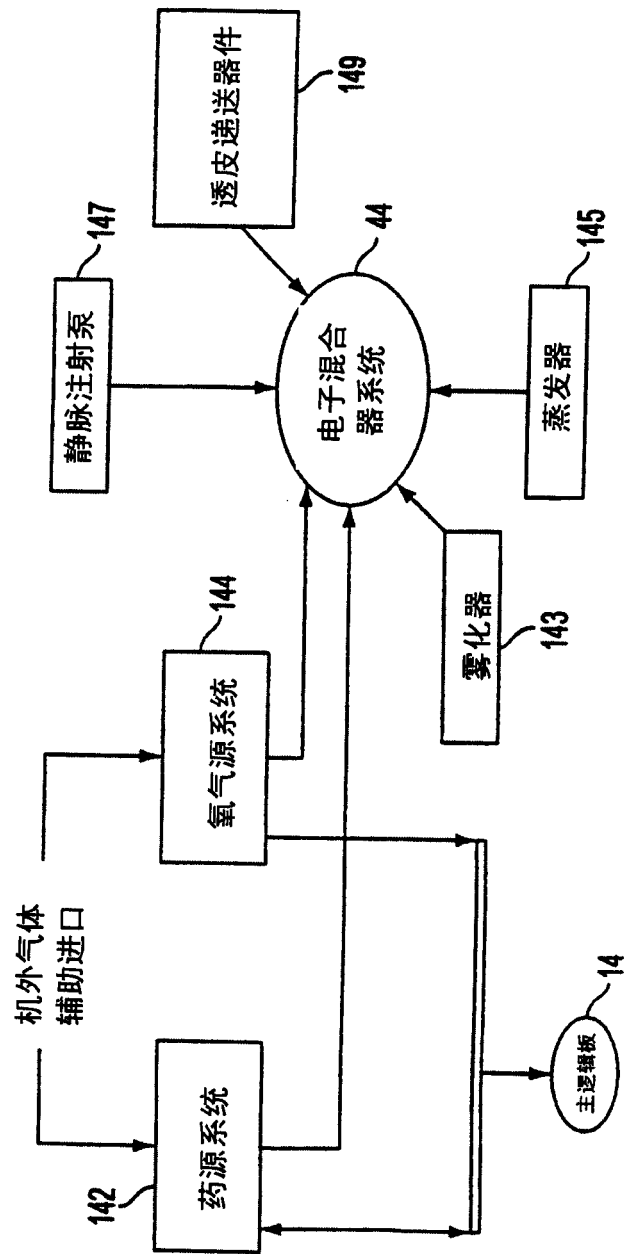 机外气体
辅助进口
142
药源系统
氧气源系统
144
静脉注射泵
147
透皮递送器件
149
电子混合
器系统
44
雾化器
143
蒸发器
145
主逻辑板
14